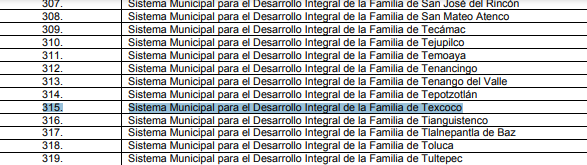 307. Sistema Municipal para el Desarrollo Integral de la Familia de San José del Rincón
308. Sistema Municipal para el Desarrollo Integral de la Familia de San Mateo Atenco
309. Sistema Municipal para el Desarrollo Integral de la Familia de Tecámac
310. Sistema Municipal para el Desarrollo Integral de la Familia de Tejupilco
311. Sistema Municipal para el Desarrollo Integral de la Familia de Temoaya
312. Sistema Municipal para el Desarrollo Integral de la Familia de Tenancingo
313. Sistema Municipal para el Desarrollo Integral de la Familia de Tenango del Valle
314. Sistema Municipal para el Desarrollo Integral de la Familia de Tepotzotlán
315. Sistema Municipal para el Desarrollo Integral de la Familia de Texcoco
316. Sistema Municipal para el Desarrollo Integral de la Familia de Tianguistenco
317. Sistema Municipal para el Desarrollo Integral de la Familia de Tlalnepantla de Baz
318. Sistema Municipal para el Desarrollo Integral de la Familia de Toluca
319. Sistema Municipal para el Desarrollo Integral de la Familia de Tultepec